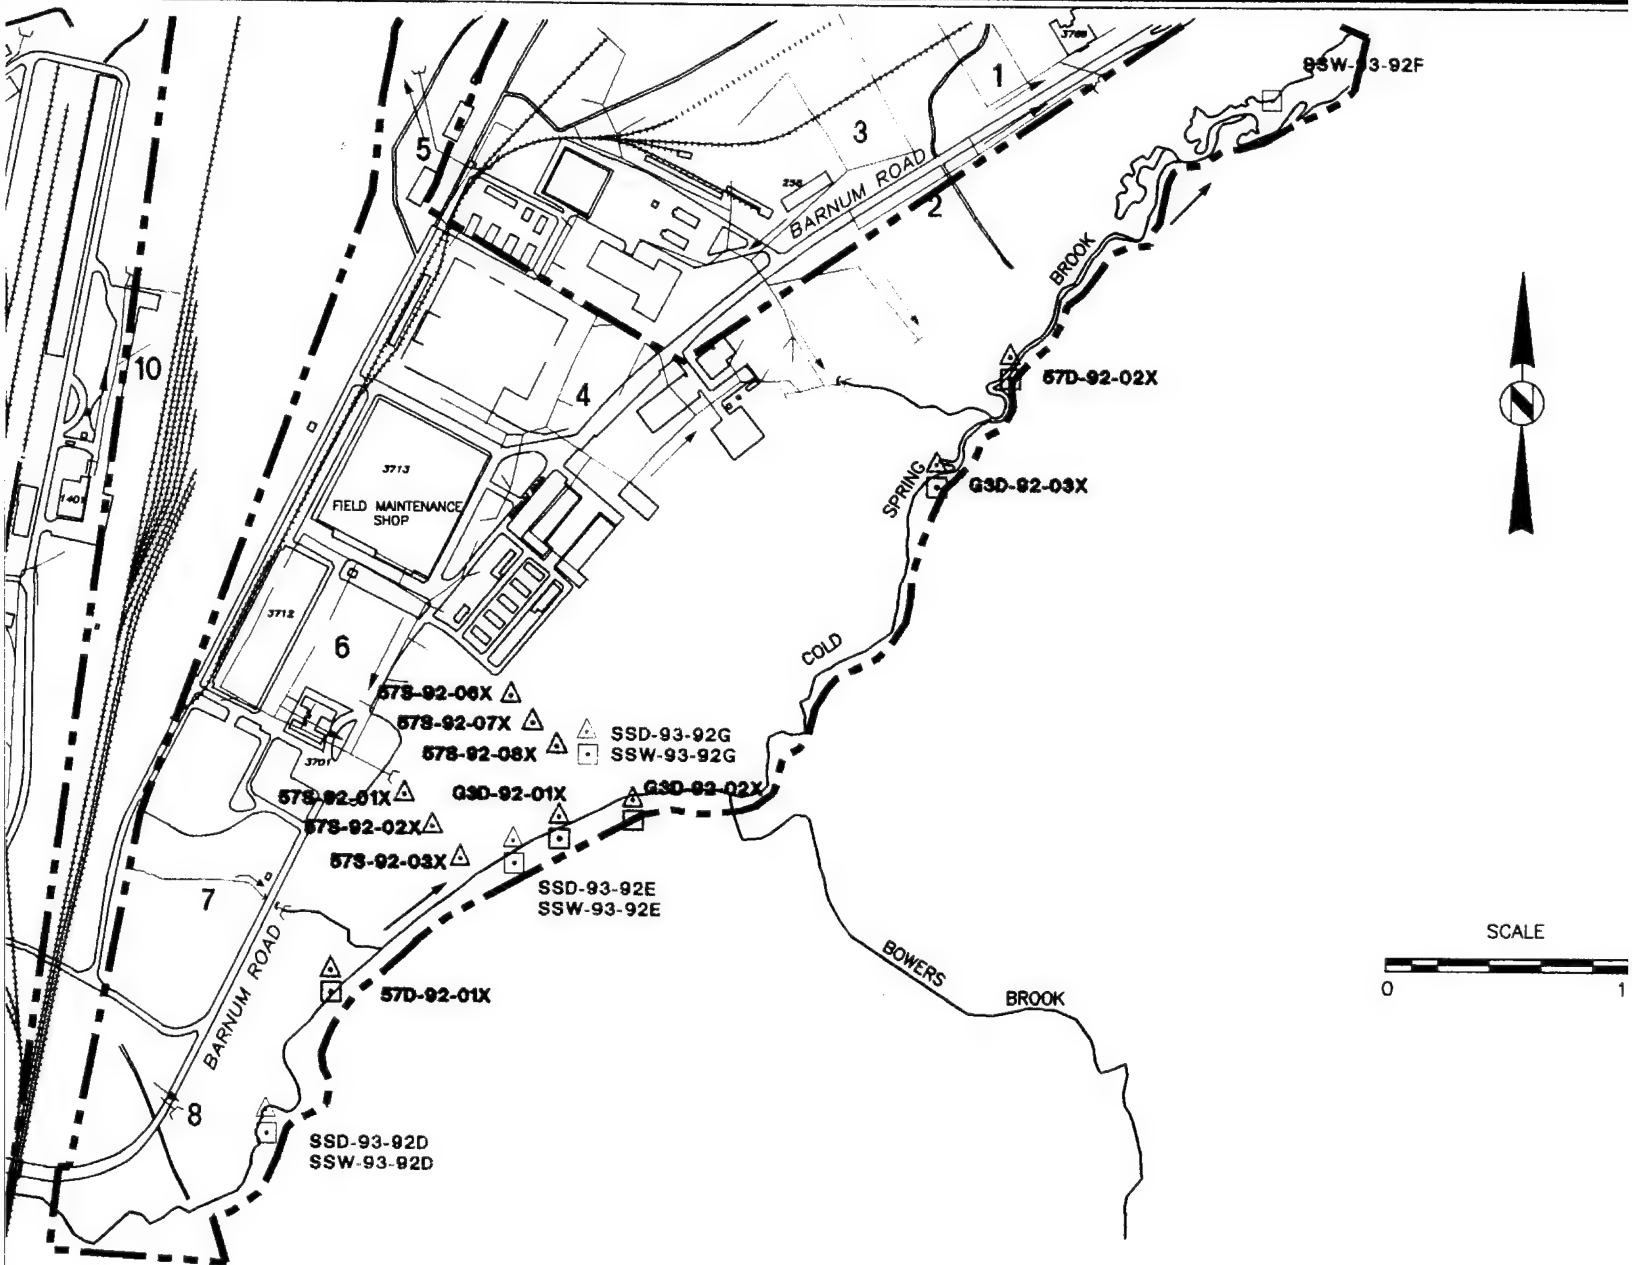 3766
SSW-93-92F
1
3
5
BARNUM ROAD
256
2
BROOK
10
57D-92-02X
4
3713
SPRING
G3D-92-03X
1401
FIELD MAINTENANCE
SHOP
3712
6
COLD
57S-92-06X
57S-92-07X
SSD-93-92G
57S-92-08X
SSW-93-92G
3701
57S-92-01X
G3D-92-01X
G3D-92-02X
57S-92-02X
57S-92-03X
SSD-93-92E
SSW-93-92E
7
SCALE
BARNUM ROAD
BOWERS
BROOK
57D-92-01X
0
1
8
SSD-93-92D
SSW-93-92D
N